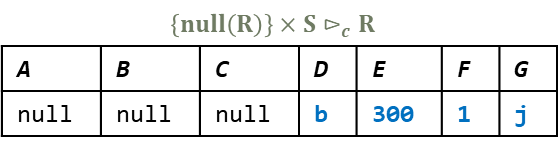 {null(R)} × S ⊳c R
A B C D E F G
null null null b 300 1 j